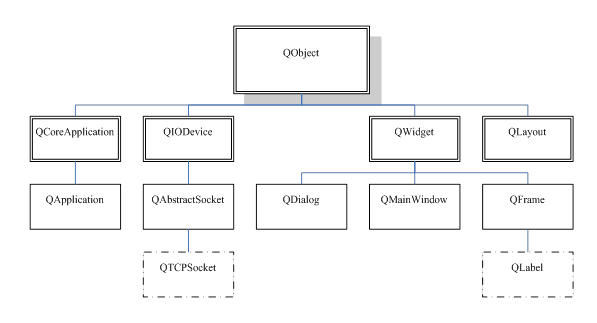 QObject
QCoreApplication
QIODevice
QWidget
QLayout
QApplication
QAbstractSocket
QDialog
QMainWindow
QFrame
QTCPSocket
QLabel